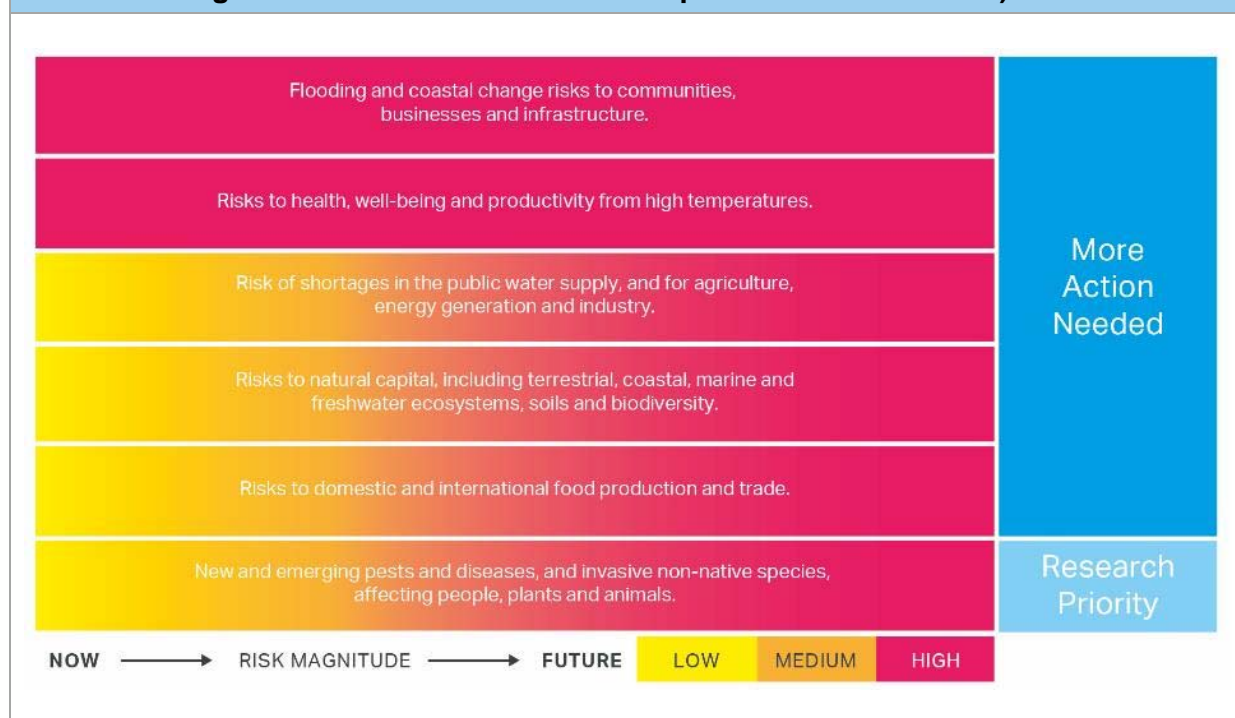 Flooding and coastal change risks to communities,
businesses and infrastructure.
Risks to health, well-being and productivity from high temperatures.
Risk of shortages in the public water supply, and for agriculture,
energy generation and industry.
Risks to natural capital, including terrestrial, coastal, marine and
freshwater ecosystems, soils and biodiversity.
Risks to domestic and international food production and trade.
New and emerging pests and diseases, and invasive non-native species,
affecting people, plants and animals.
More
Action
Needed
Research
Priority
NOW RISK MAGNITUDE FUTURE LOW MEDIUM HIGH